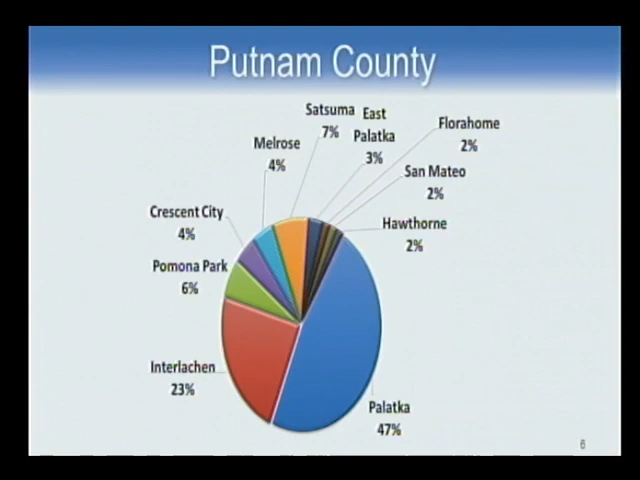 Putnam County
Satsuma
7%
East
Palatka
3%
Florahome
2%
Melrose
4%
San Mateo
2%
Crescent City
4%
Hawthorne
2%
Pomona Park
6%
Interlachen
23%
Palatka
47%
6